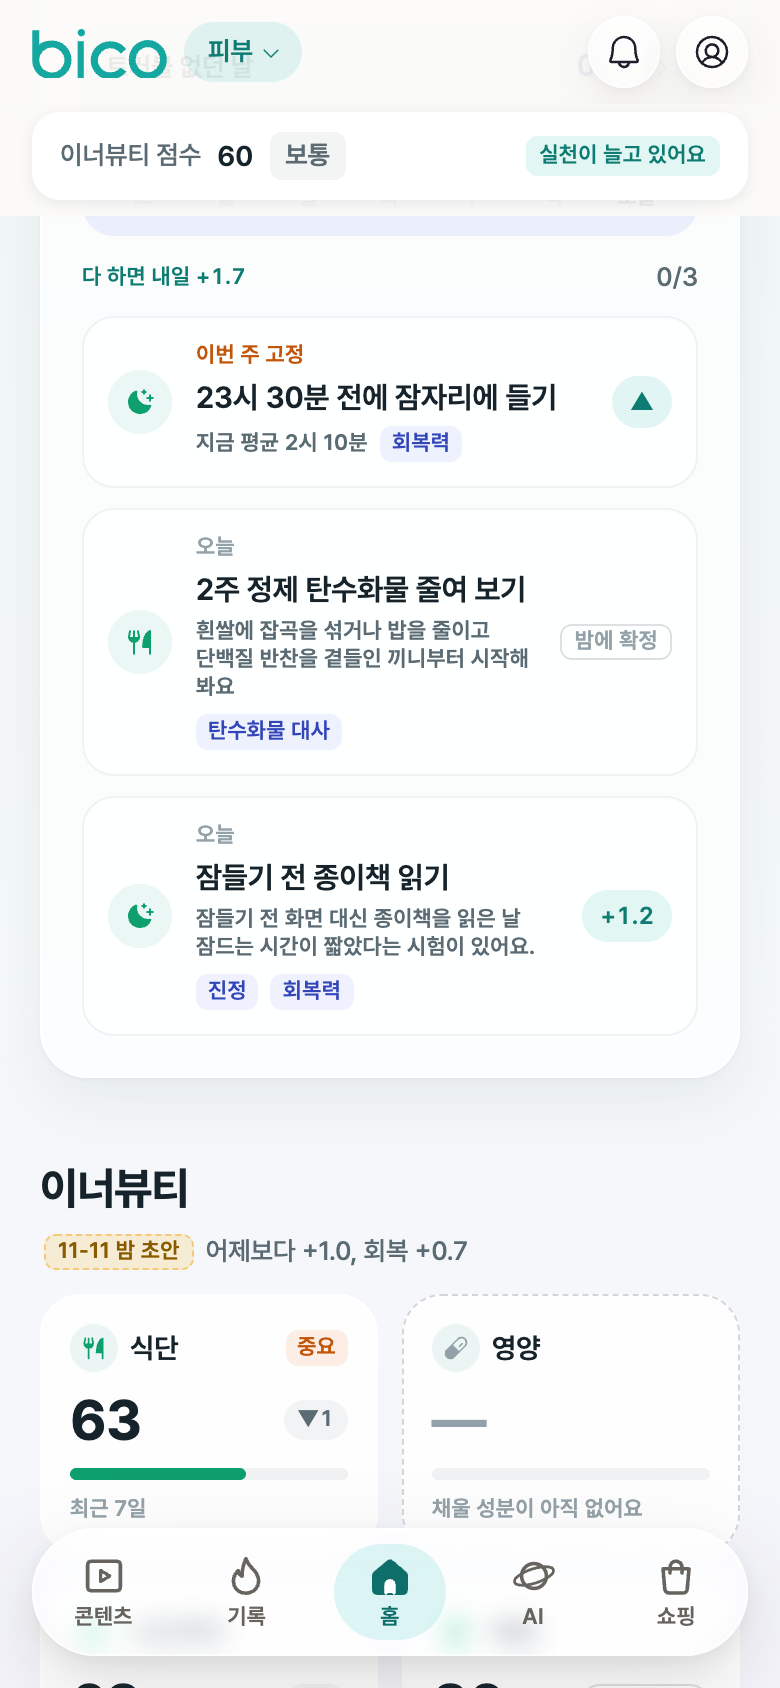 bico
피부
이너뷰티 점수 60 보통
실천이 늘고 있어요
다 하면 내일 +1.7
0/3
이번 주 고정
23시 30분 전에 잠자리에 들기
▲
지금 평균 2시 10분 회복력
오늘
2주 정제 탄수화물 줄여 보기
흰쌀에 잡곡을 섞거나 밥을 줄이고
단백질 반찬을 곁들인 끼니부터 시작해
봐요
밤에 확정
탄수화물 대사
오늘
잠들기 전 종이책 읽기
잠들기 전 화면 대신 종이책을 읽은 날
잠드는 시간이 짧았다는 시험이 있어요.
+1.2
진정 회복력
이너뷰티
11-11 밤 초안 어제보다 +1.0, 회복 +0.7
식단 중요
63 ▼1
최근 7일
영양
—
채울 성분이 아직 없어요
콘텐츠
기록
홈
AI
쇼핑